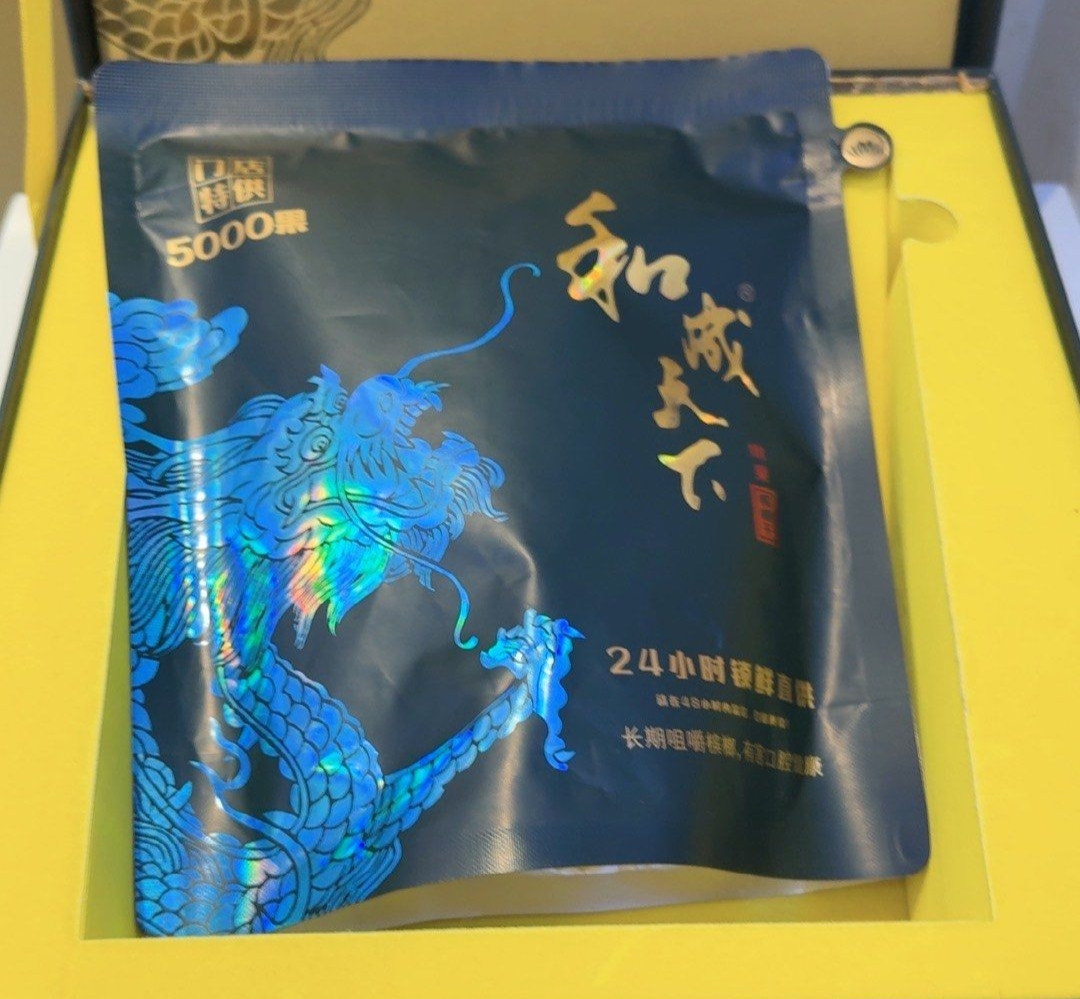 门店
特供
5000果
和成天下
24小时锁鲜直供
长期咀嚼槟榔,有害口腔健康